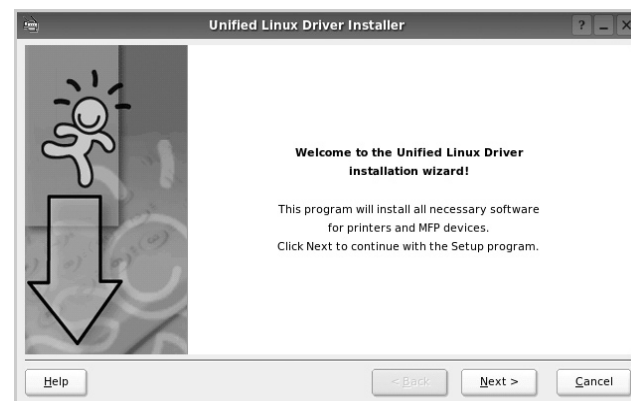 Unified Linux Driver Installer
Welcome to the Unified Linux Driver
installation wizard!
This program will install all necessary software
for printers and MFP devices.
Click Next to continue with the Setup program.
Help
< Back
Next >
Cancel